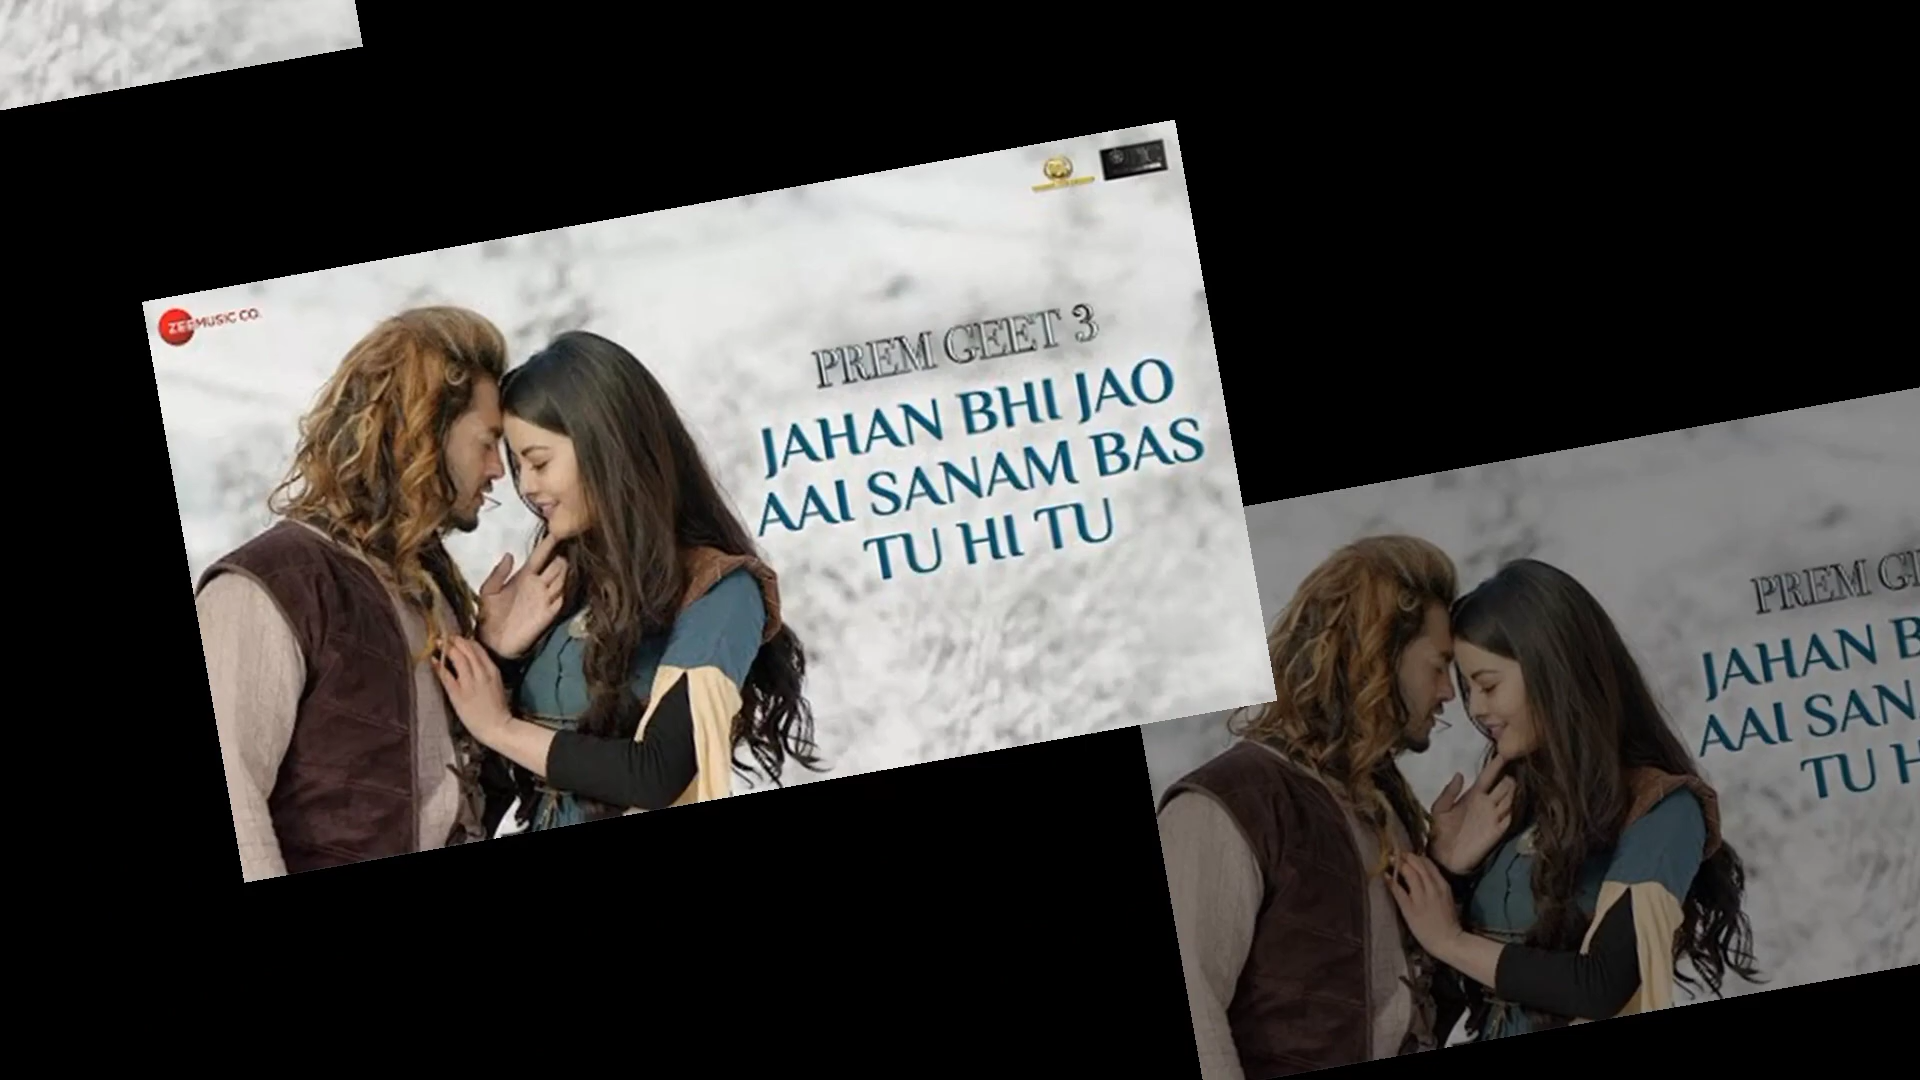 ZEE MUSIC CO.
PREM GEET 3
JAHAN BHI JAO
AAI SANAM BAS
TU HI TU
PREM GE
JAHAN B
AAI SAN
TU H